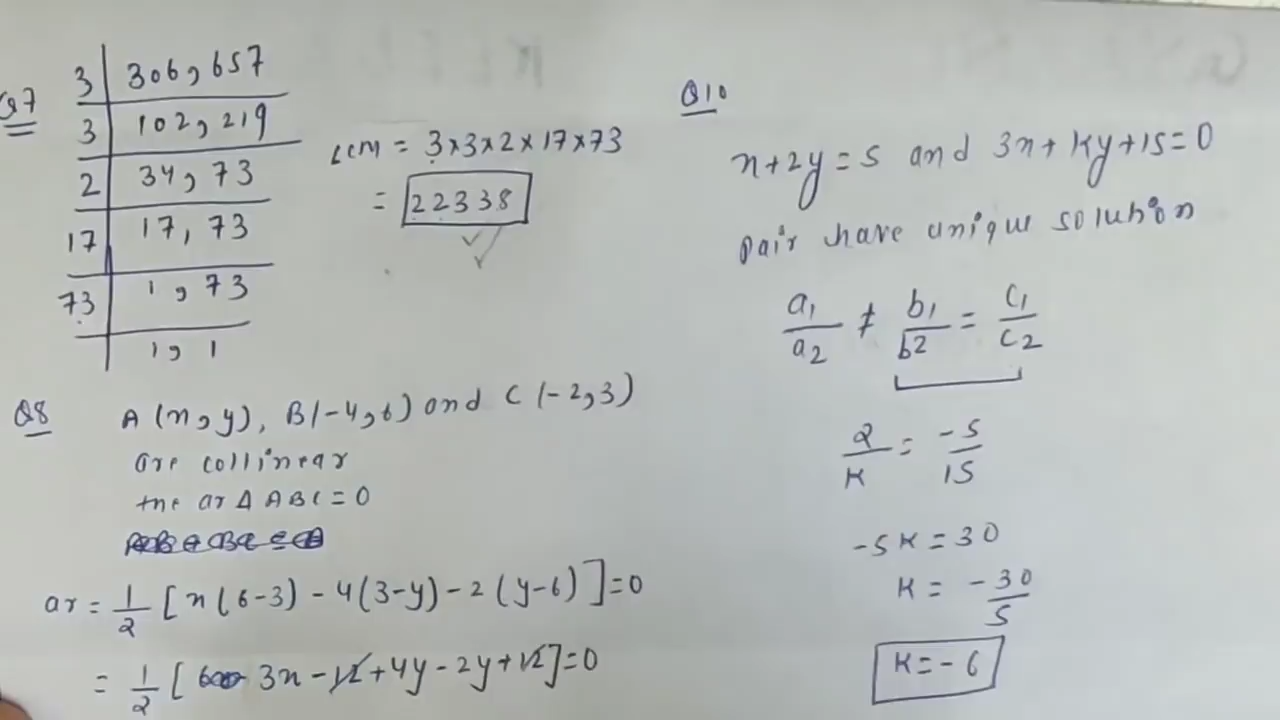 Q7
3 | 306, 657
3 | 102, 219
2 | 34, 73
17 | 17, 73
73 | 1, 73
1, 1
LCM = 3×3×2×17×73
= 22338
Q8
A (x, y), B(-4, 6) and C (-2, 3)
are collinear
the ar Δ ABC = 0
ar = 1/2 [x(6-3) - 4(3-y) - 2(y-6)] = 0
= 1/2 [3x - 12 + 4y - 2y + 12] = 0
Q10
x + 2y = 5 and 3x + Ky + 15 = 0
pair have unique solution
a1/a2 ≠ b1/b2 = c1/c2
2/K = -5/15
-5K = 30
K = -30/5
K = -6